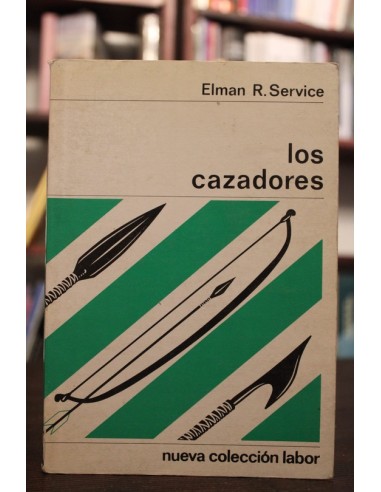 Elman R. Service
los
cazadores
nueva colección labor